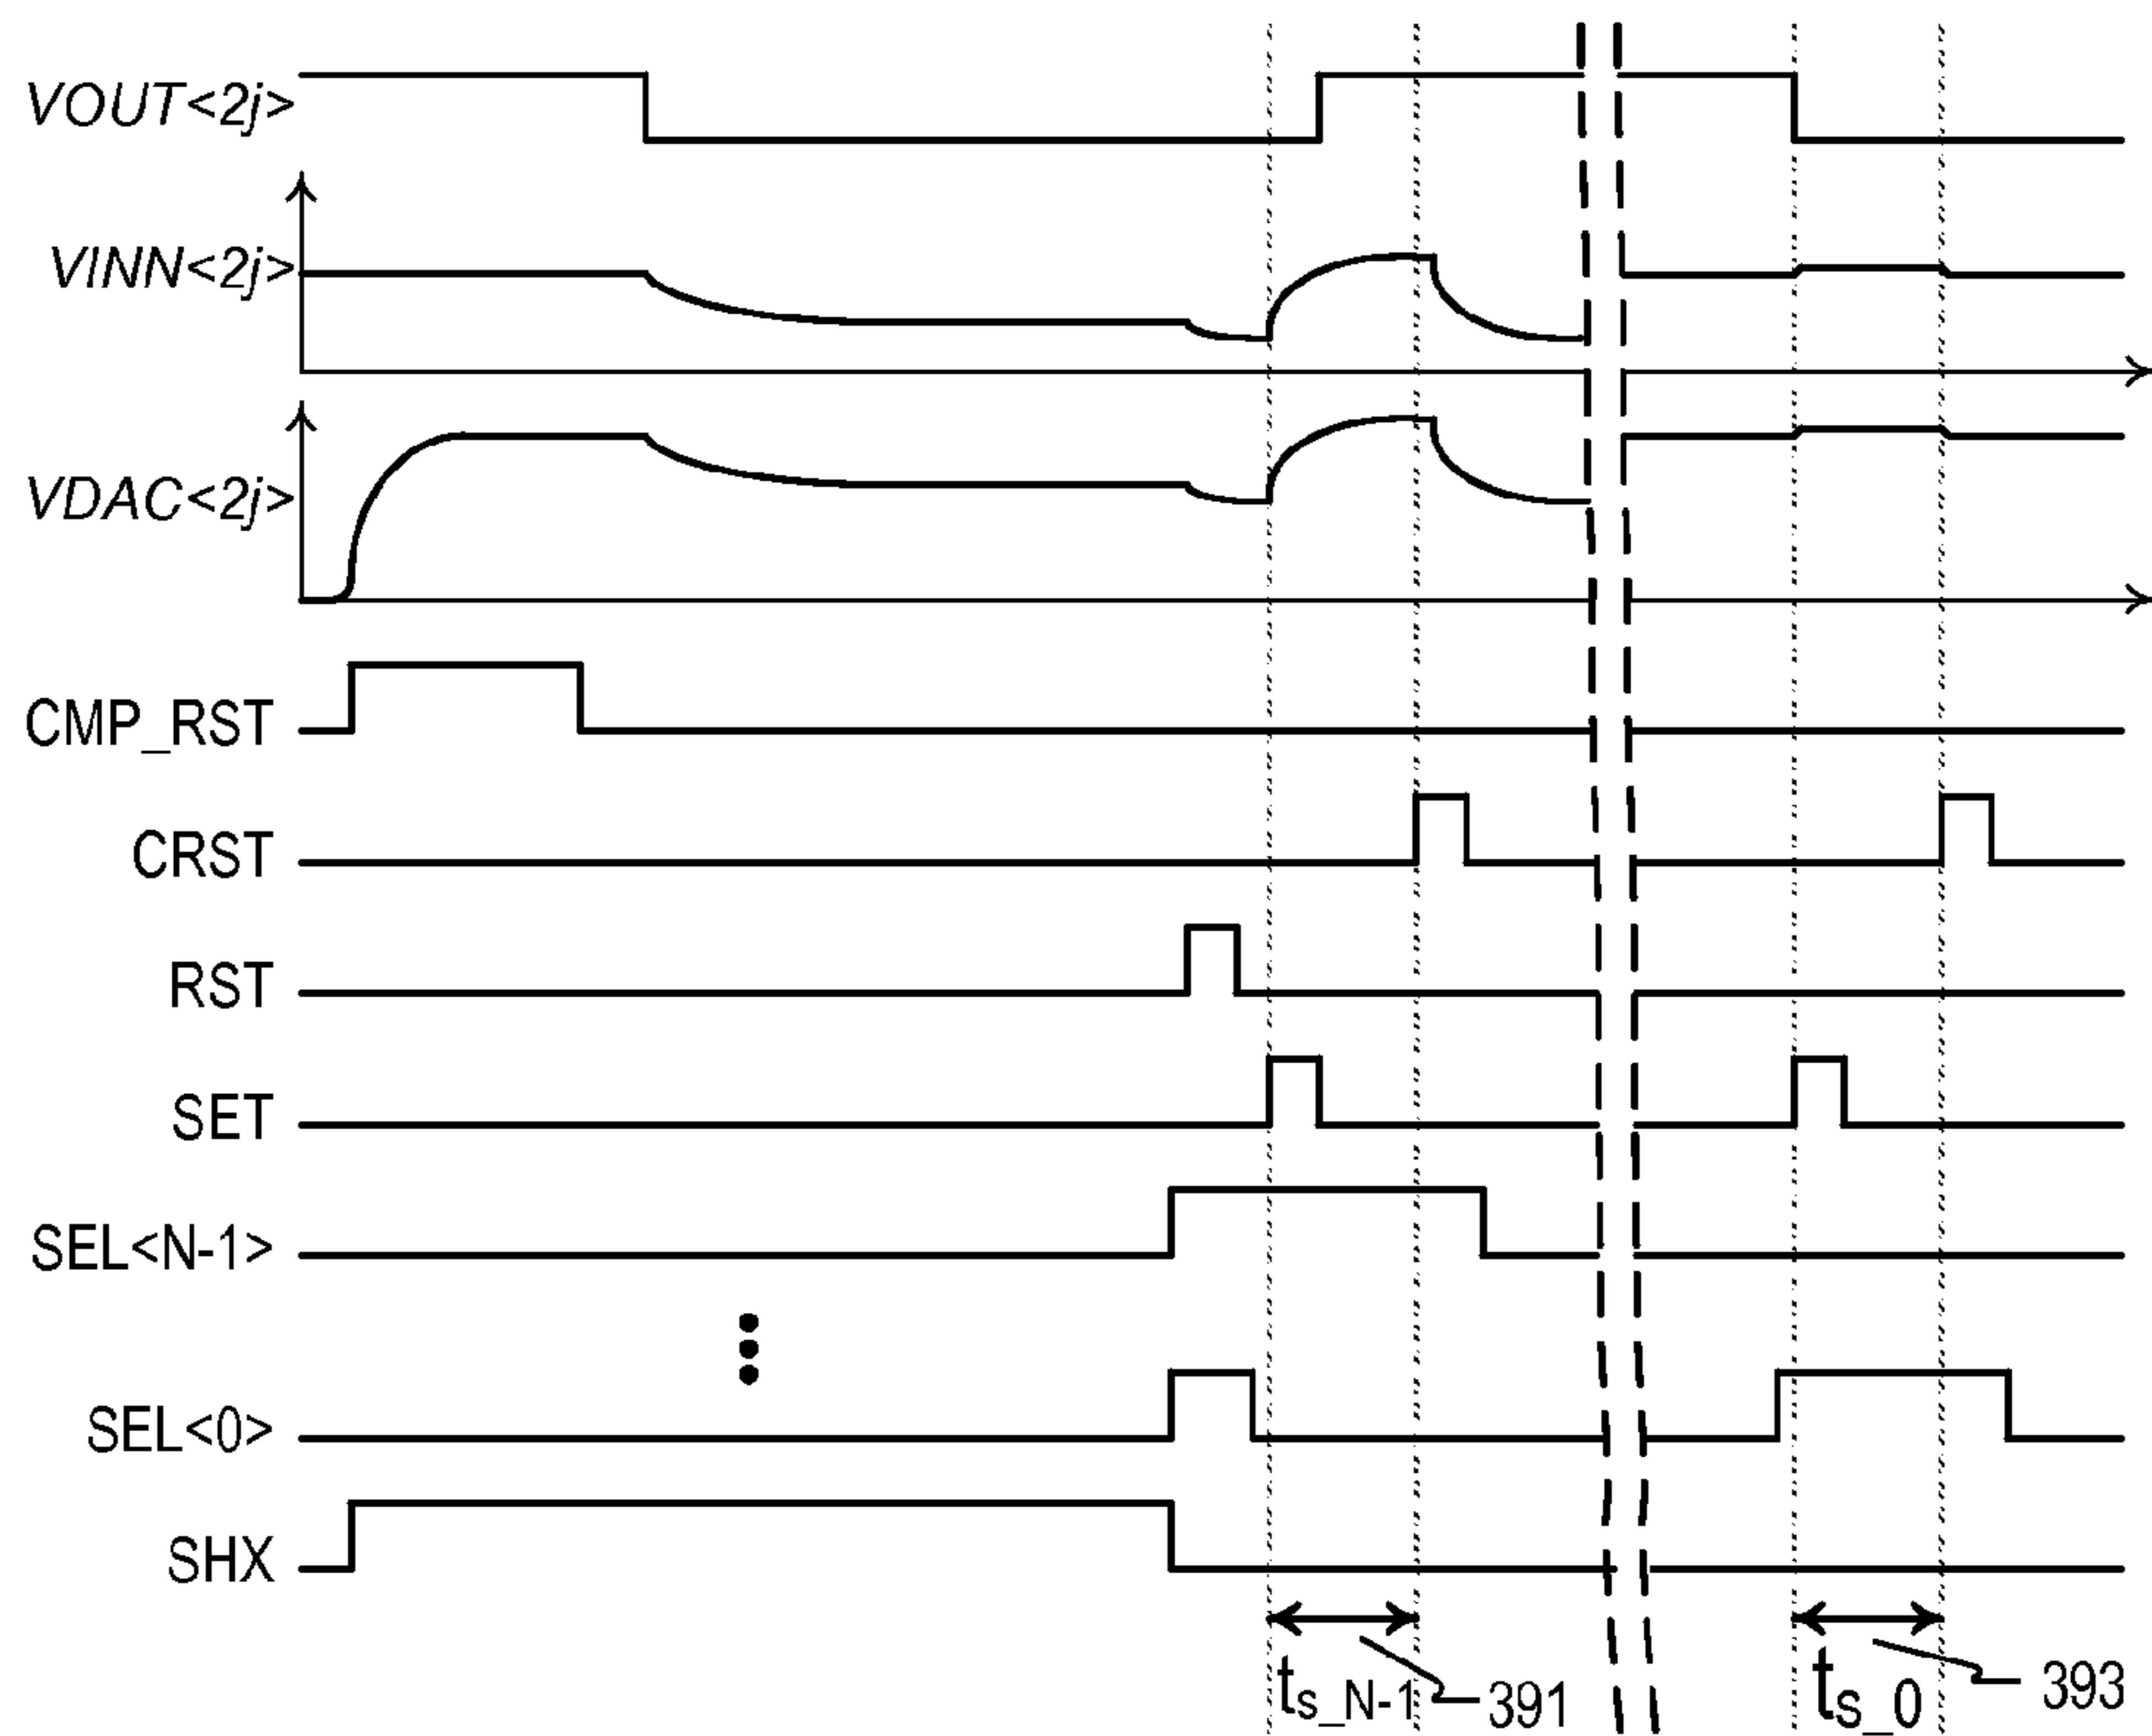 VOUT<2j>
VINN<2j>
VDAC<2j>
CMP_RST
CRST
RST
SET
SEL<N-1>
SEL<0>
SHX
ts_N-1
391
ts_0
393